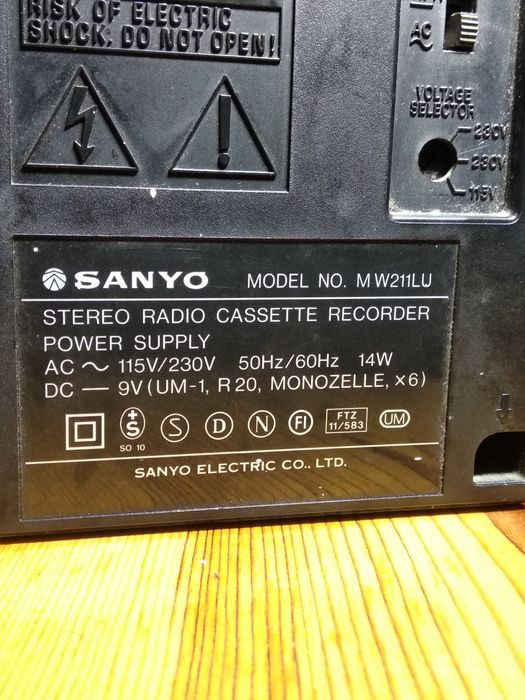 RISK OF ELECTRIC
SHOCK: DO NOT OPEN!
AC
VOLTAGE
SELECTOR
230V
230V
115V
SANYO MODEL NO. MW211LU
STEREO RADIO CASSETTE RECORDER
POWER SUPPLY
AC ~ 115V/230V 50Hz/60Hz 14W
DC — 9V (UM-1, R20, MONOZELLE, ×6)
+
S
SO 10
S
D
N
FI
FTZ
11/583
UM
SANYO ELECTRIC CO., LTD.